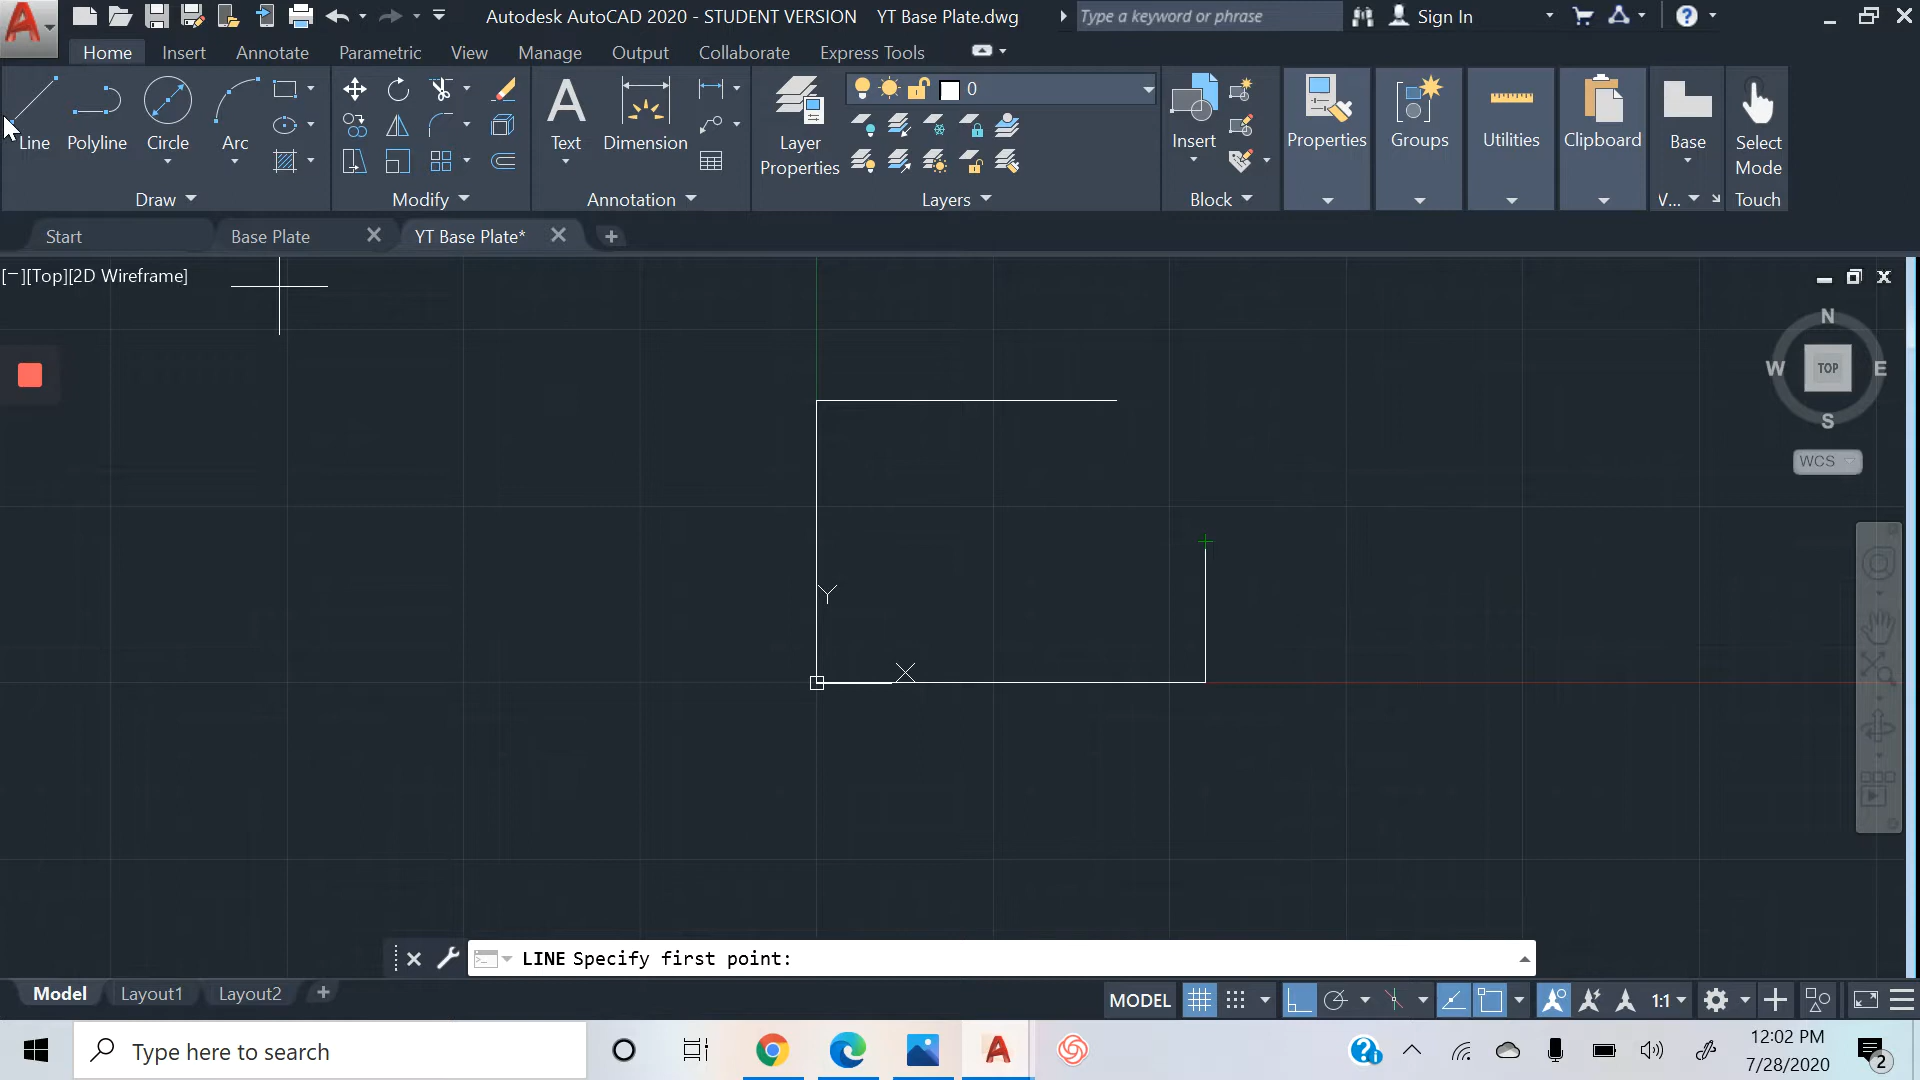 Autodesk AutoCAD 2020 - STUDENT VERSION YT Base Plate.dwg Type a keyword or phrase Sign In
Home Insert Annotate Parametric View Manage Output Collaborate Express Tools
Line Polyline Circle Arc Text Dimension Layer Properties 0 Insert Properties Groups Utilities Clipboard Base Select Mode
Draw Modify Annotation Layers Block V... Touch
Start Base Plate YT Base Plate*
[−][Top][2D Wireframe]
N
W TOP E
S
WCS
Y
X
LINE Specify first point:
Model Layout1 Layout2 MODEL 1:1
Type here to search 12:02 PM
7/28/2020 2